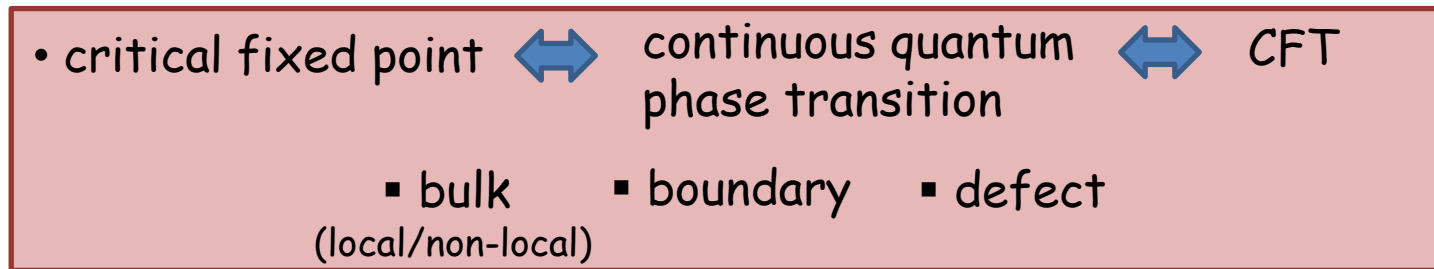 • critical fixed point
continuous quantum
phase transition
CFT
▪ bulk
(local/non-local)
▪ boundary
▪ defect